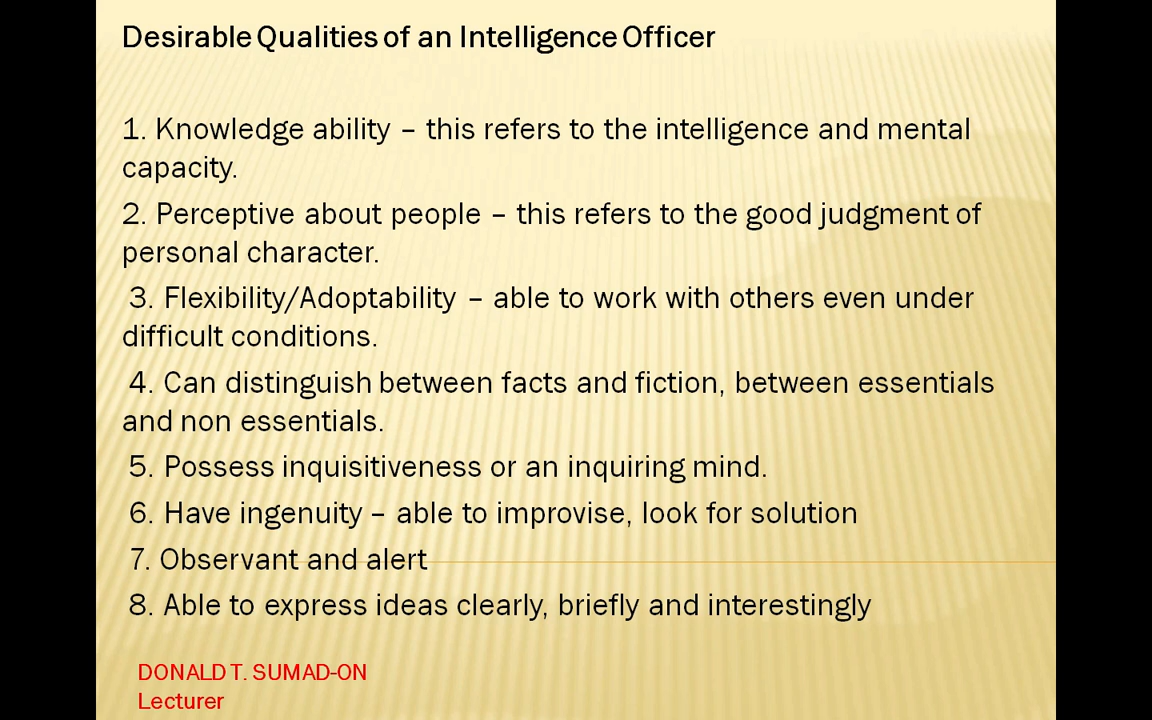 Desirable Qualities of an Intelligence Officer
1. Knowledge ability – this refers to the intelligence and mental
capacity.
2. Perceptive about people – this refers to the good judgment of
personal character.
3. Flexibility/Adoptability – able to work with others even under
difficult conditions.
4. Can distinguish between facts and fiction, between essentials
and non essentials.
5. Possess inquisitiveness or an inquiring mind.
6. Have ingenuity – able to improvise, look for solution
7. Observant and alert
8. Able to express ideas clearly, briefly and interestingly
DONALD T. SUMAD-ON
Lecturer